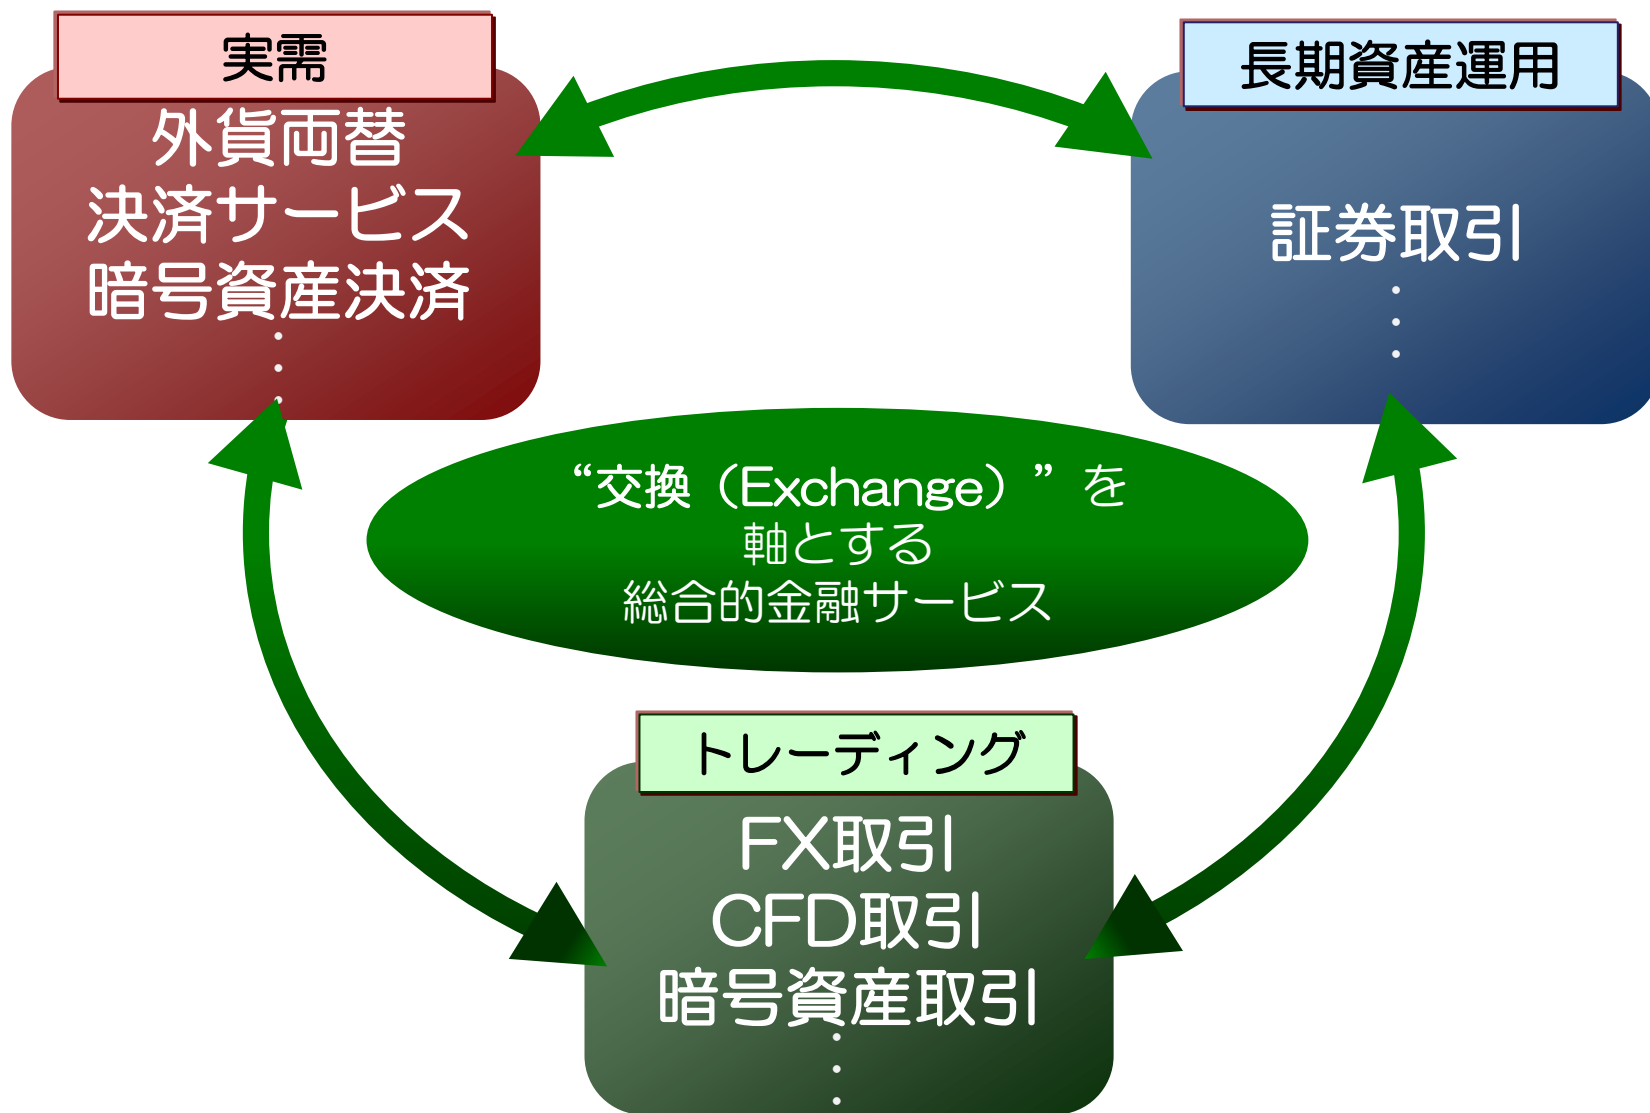 実需
外貨両替
決済サービス
暗号資産決済
・
・
・
長期資産運用
証券取引
・
・
・
“交換（Exchange）”を
軸とする
総合的金融サービス
トレーディング
FX取引
CFD取引
暗号資産取引
・
・
・